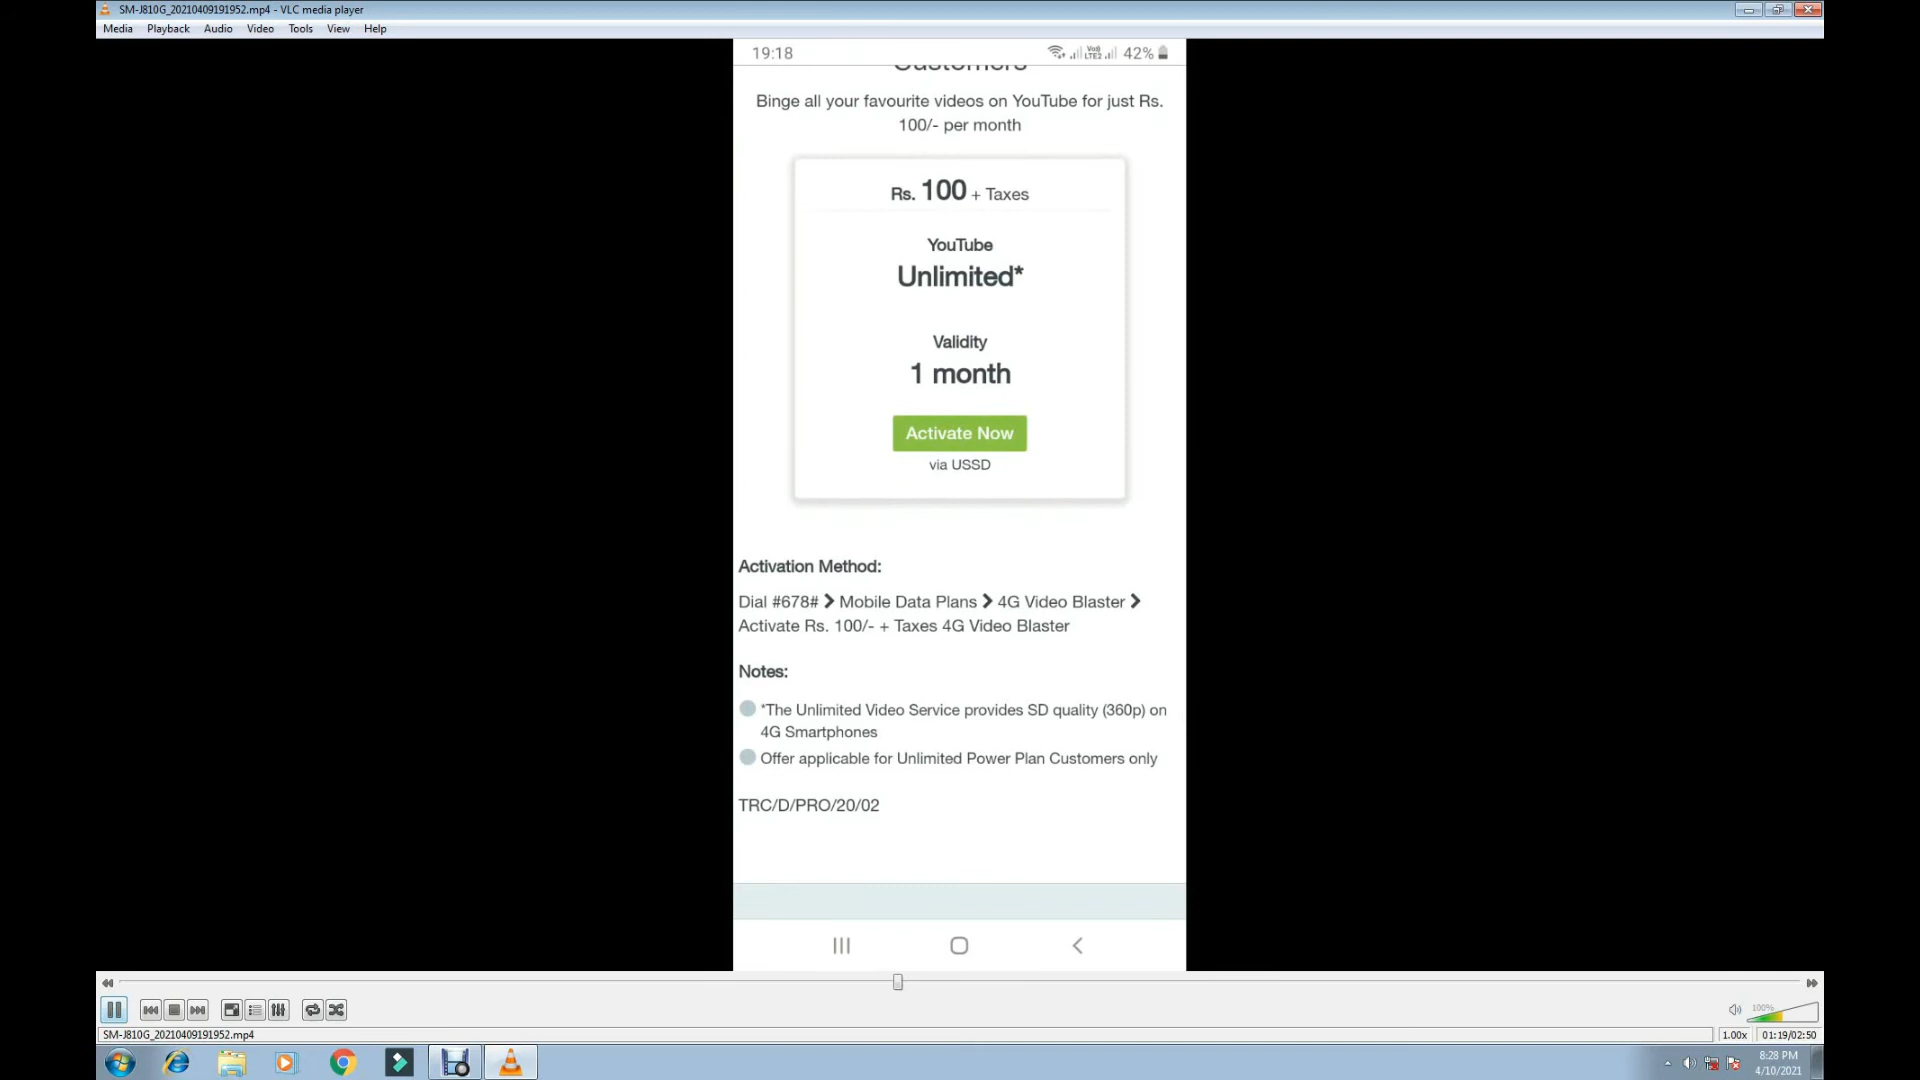 SM-J810G_20210409191952.mp4 - VLC media player
Media Playback Audio Video Tools View Help
19:18
Vo)) LTE2 42%
Customers
Binge all your favourite videos on YouTube for just Rs.
100/- per month
Rs. 100 + Taxes
YouTube
Unlimited*
Validity
1 month
Activate Now
via USSD
Activation Method:
Dial #678# > Mobile Data Plans > 4G Video Blaster >
Activate Rs. 100/- + Taxes 4G Video Blaster
Notes:
*The Unlimited Video Service provides SD quality (360p) on
4G Smartphones
Offer applicable for Unlimited Power Plan Customers only
TRC/D/PRO/20/02
100%
SM-J810G_20210409191952.mp4
1.00x 01:19/02:50
8:28 PM
4/10/2021